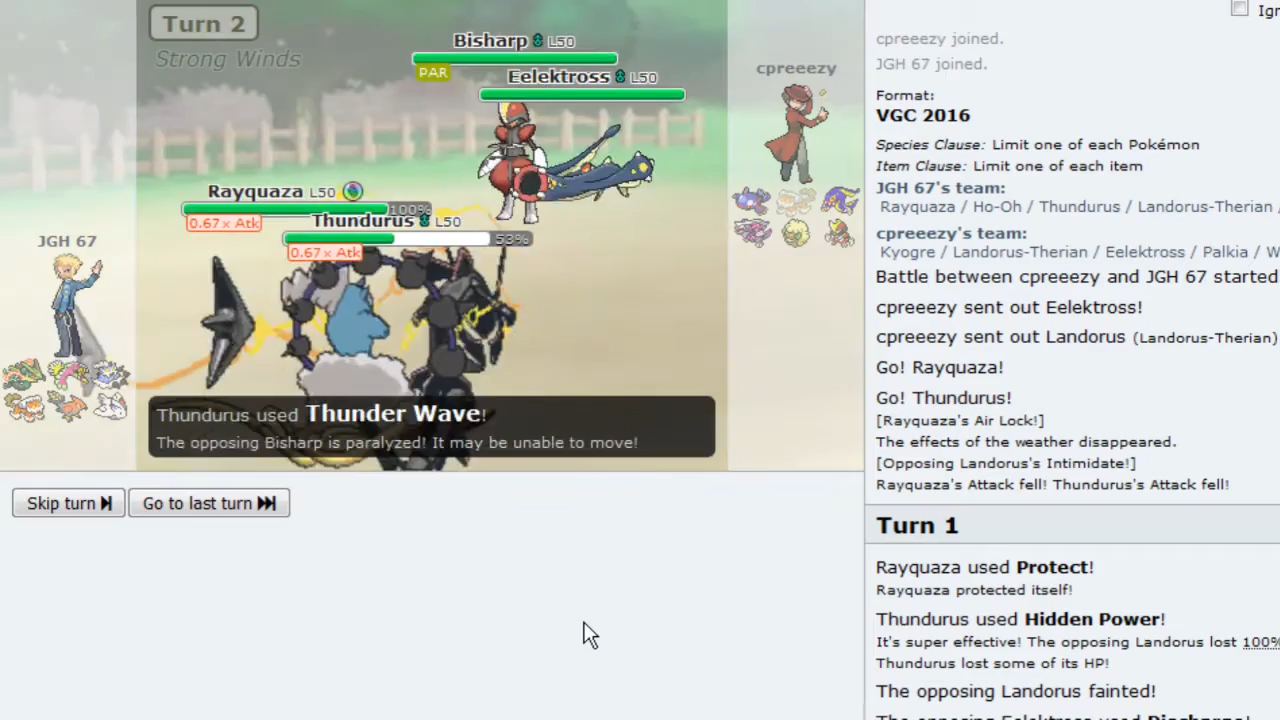 Turn 2
Strong Winds
Bisharp L50
PAR
Eelektross L50
Rayquaza L50
100%
0.67× Atk
Thundurus L50
53%
0.67× Atk
JGH 67
cpreeezy
Thundurus used Thunder Wave!
The opposing Bisharp is paralyzed! It may be unable to move!
Skip turn
Go to last turn
Ign
cpreeezy joined.
JGH 67 joined.
Format:
VGC 2016
Species Clause: Limit one of each Pokémon
Item Clause: Limit one of each item
JGH 67's team:
Rayquaza / Ho-Oh / Thundurus / Landorus-Therian /
cpreeezy's team:
Kyogre / Landorus-Therian / Eelektross / Palkia / W
Battle between cpreeezy and JGH 67 started
cpreeezy sent out Eelektross!
cpreeezy sent out Landorus (Landorus-Therian)
Go! Rayquaza!
Go! Thundurus!
[Rayquaza's Air Lock!]
The effects of the weather disappeared.
[Opposing Landorus's Intimidate!]
Rayquaza's Attack fell! Thundurus's Attack fell!
Turn 1
Rayquaza used Protect!
Rayquaza protected itself!
Thundurus used Hidden Power!
It's super effective! The opposing Landorus lost 100%
Thundurus lost some of its HP!
The opposing Landorus fainted!
The opposing Eelektross used Discharge!